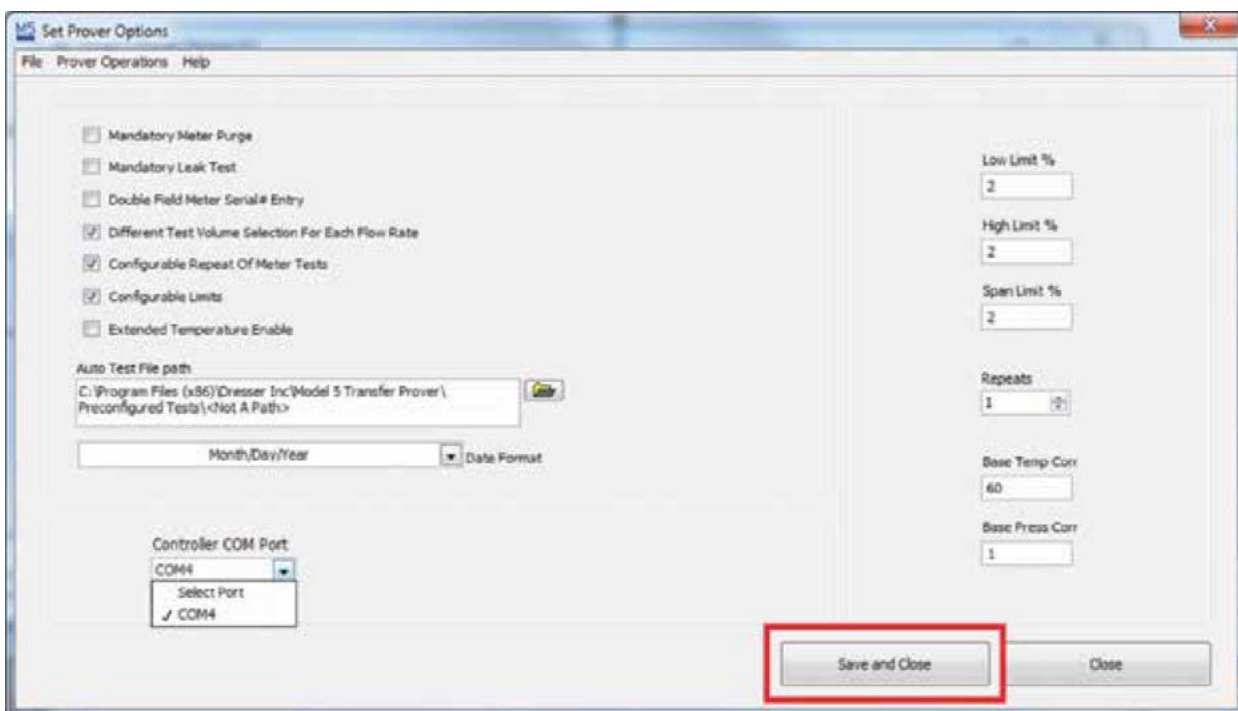 M5 Set Prover Options
File Prover Operations Help
Mandatory Meter Purge
Mandatory Leak Test
Double Field Meter Serial# Entry
Different Test Volume Selection For Each Flow Rate
Configurable Repeat Of Meter Tests
Configurable Limits
Extended Temperature Enable
Auto Test File path
C:\Program Files (x86)\Dresser Inc\Model 5 Transfer Prover\
Preconfigured Tests\<Not A Path>
Month/Day/Year Date Format
Controller COM Port
COM4
Select Port
COM4
Low Limit %
2
High Limit %
2
Span Limit %
2
Repeats
1
Base Temp Corr
60
Base Press Corr
1
Save and Close
Close